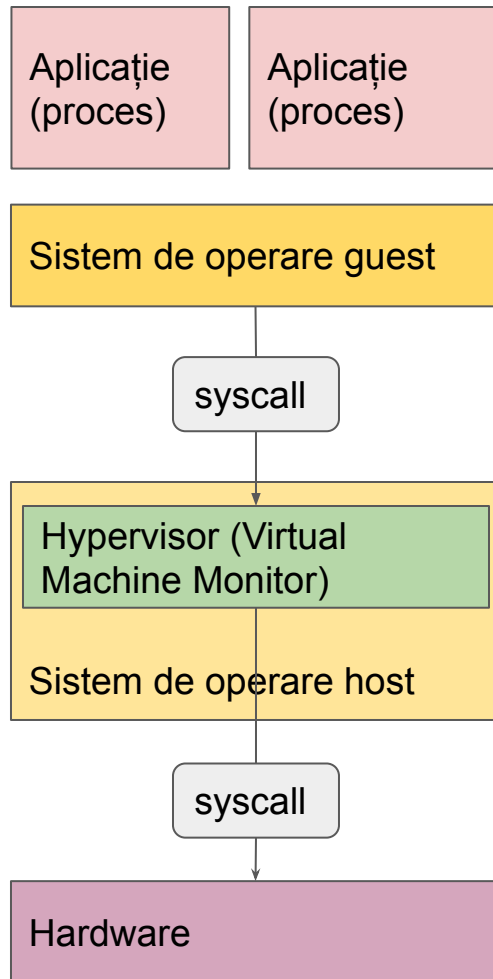 Aplicație
(proces)
Aplicație
(proces)
Sistem de operare guest
syscall
Hypervisor (Virtual
Machine Monitor)
Sistem de operare host
syscall
Hardware